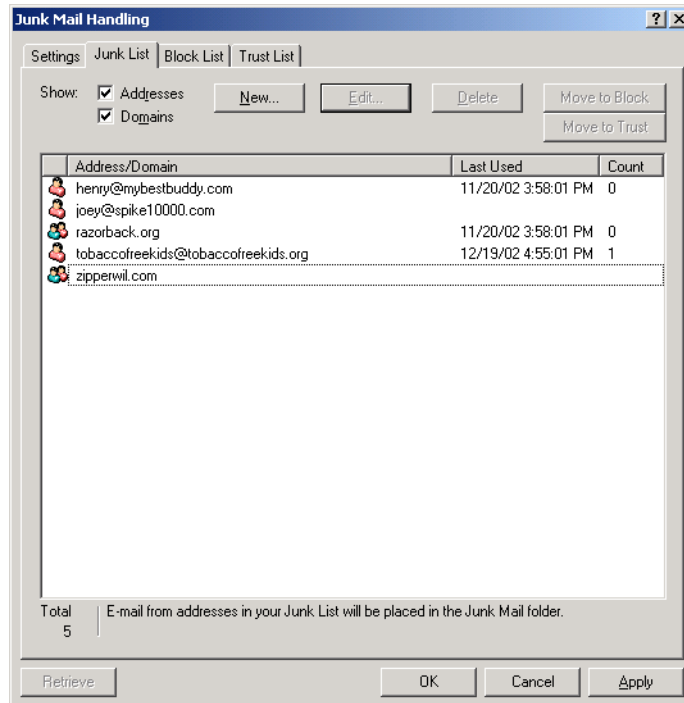 Junk Mail Handling
Settings Junk List Block List Trust List
Show: Addresses New... Edit... Delete Move to Block
Domains Move to Trust
Address/Domain Last Used Count
henry@mybestbuddy.com 11/20/02 3:58:01 PM 0
joey@spike10000.com
razorback.org 11/20/02 3:58:01 PM 0
tobaccofreekids@tobaccofreekids.org 12/19/02 4:55:01 PM 1
zipperwil.com
Total E-mail from addresses in your Junk List will be placed in the Junk Mail folder.
5
Retrieve OK Cancel Apply